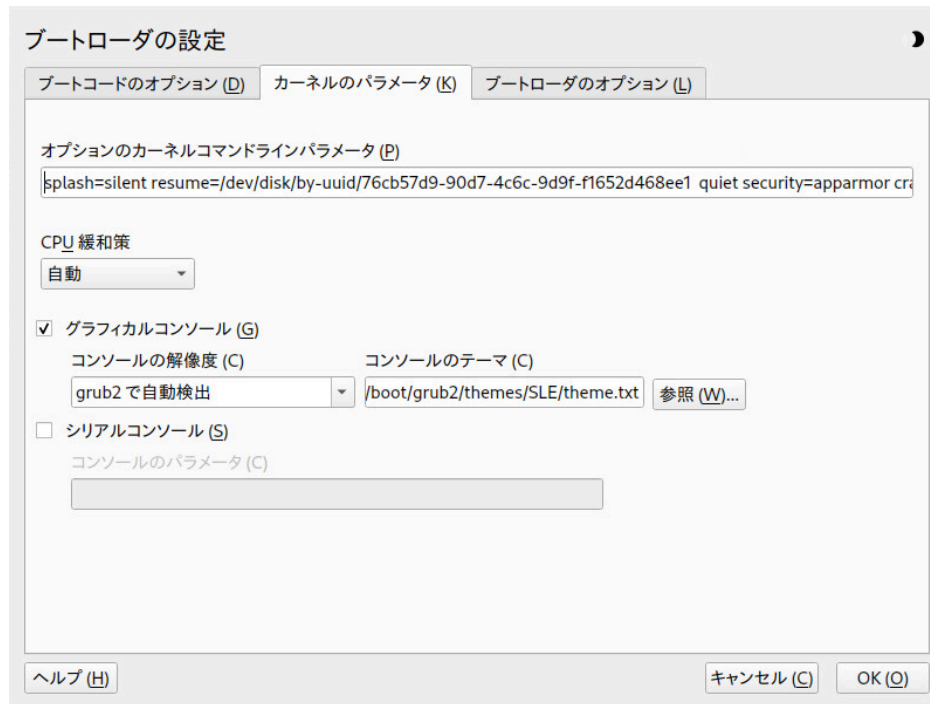 ブートローダの設定
ブートコードのオプション (D) カーネルのパラメータ (K) ブートローダのオプション (L)
オプションのカーネルコマンドラインパラメータ (P)
splash=silent resume=/dev/disk/by-uuid/76cb57d9-90d7-4c6c-9d9f-f1652d468ee1 quiet security=apparmor cra
CPU 緩和策
自動
グラフィカルコンソール (G)
コンソールの解像度 (C) コンソールのテーマ (C)
grub2 で自動検出 /boot/grub2/themes/SLE/theme.txt 参照 (W)...
シリアルコンソール (S)
コンソールのパラメータ (C)
ヘルプ (H) キャンセル (C) OK (O)